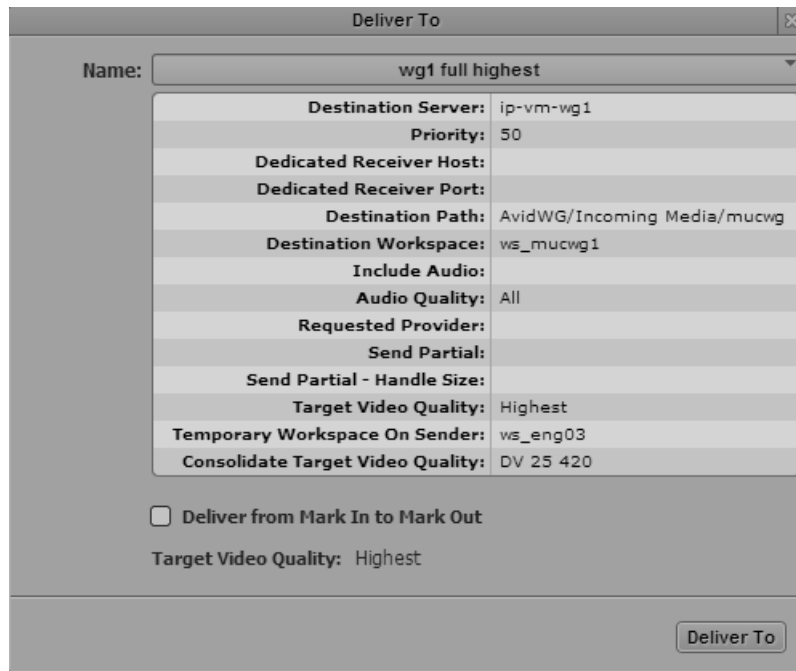 Deliver To
Name: wg1 full highest
Destination Server: ip-vm-wg1
Priority: 50
Dedicated Receiver Host:
Dedicated Receiver Port:
Destination Path: AvidWG/Incoming Media/mucwg
Destination Workspace: ws_mucwg1
Include Audio:
Audio Quality: All
Requested Provider:
Send Partial:
Send Partial - Handle Size:
Target Video Quality: Highest
Temporary Workspace On Sender: ws_eng03
Consolidate Target Video Quality: DV 25 420
Deliver from Mark In to Mark Out
Target Video Quality: Highest
Deliver To